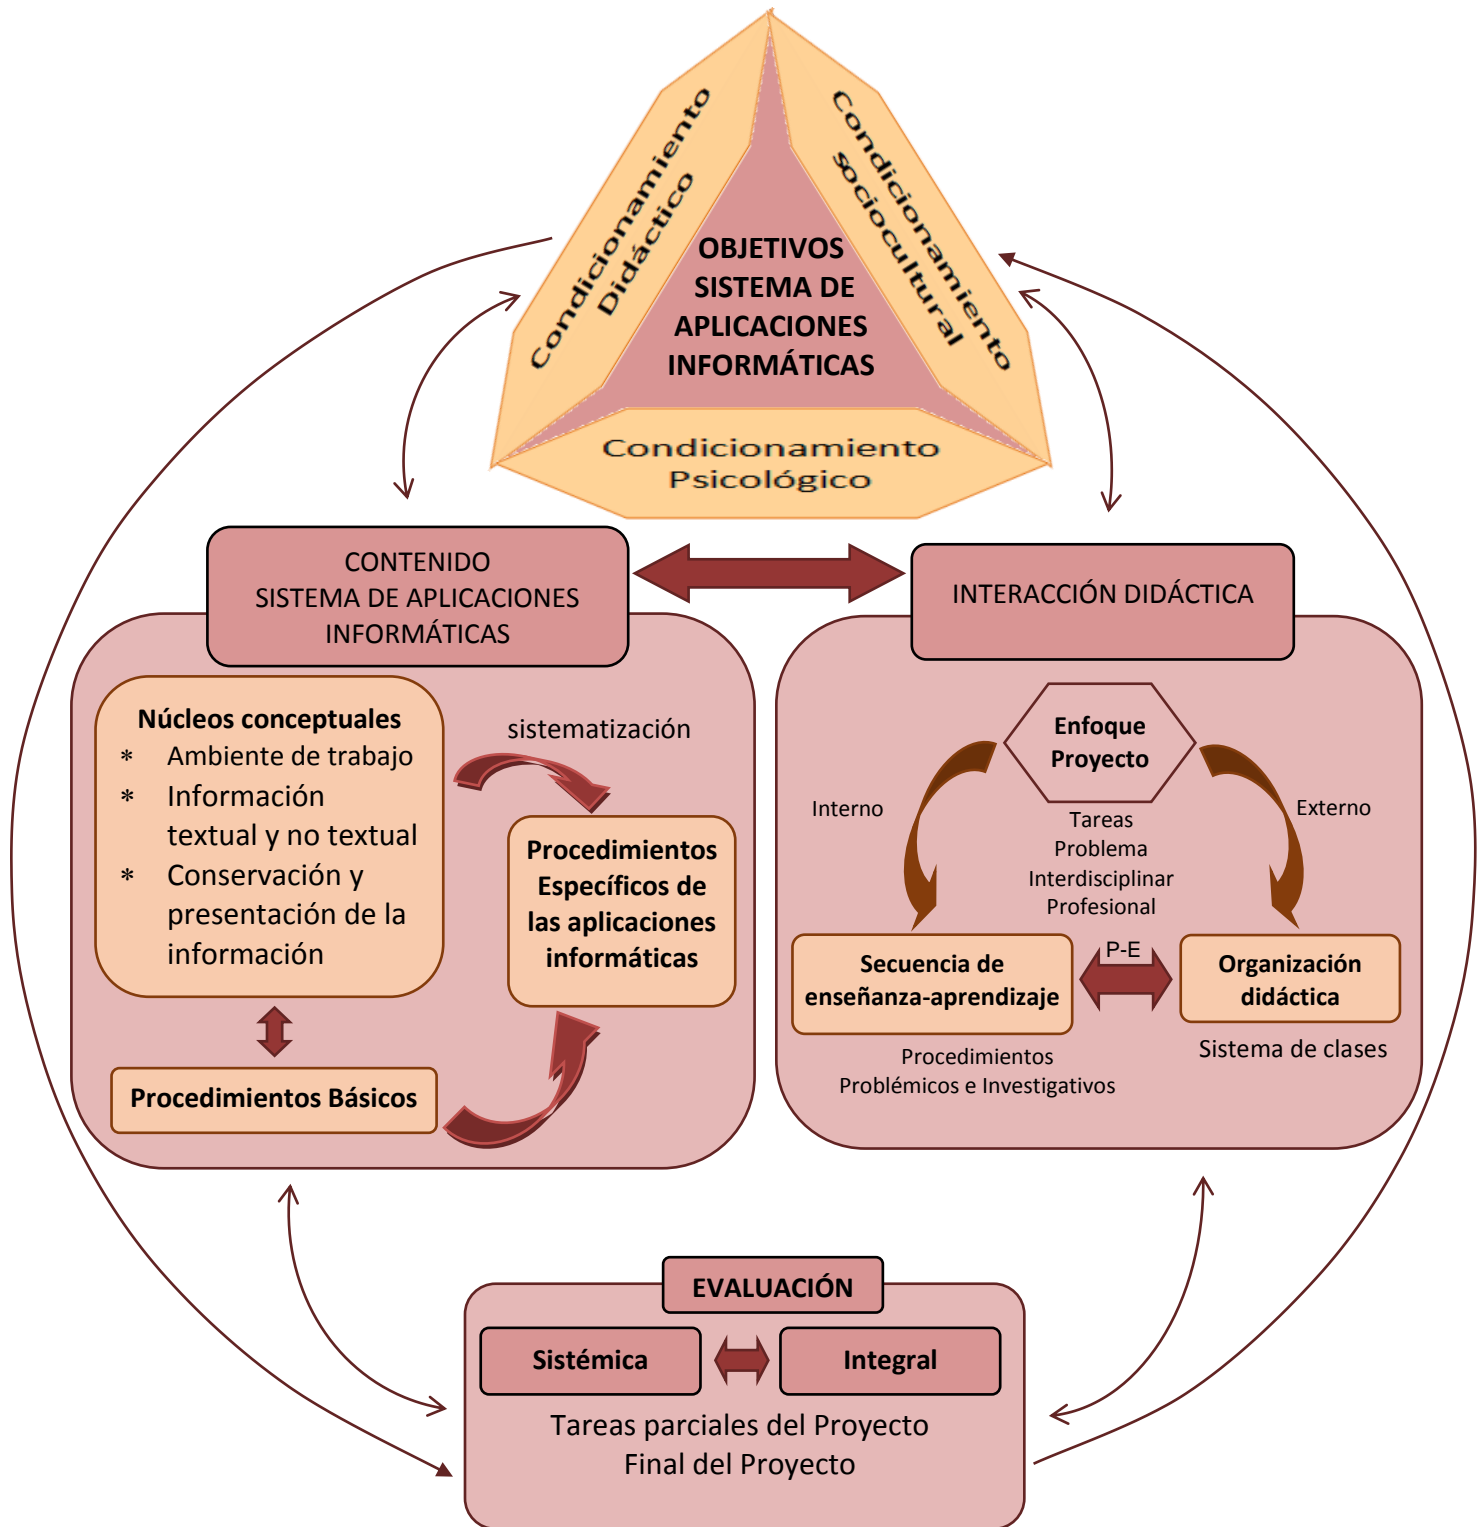 Condicionamiento
Didáctico
Condicionamiento
sociocultural
OBJETIVOS
SISTEMA DE
APLICACIONES
INFORMÁTICAS
Condicionamiento
Psicológico
CONTENIDO
SISTEMA DE APLICACIONES
INFORMÁTICAS
INTERACCIÓN DIDÁCTICA
Núcleos conceptuales
* Ambiente de trabajo
* Información
textual y no textual
* Conservación y
presentación de la
información
sistematización
Procedimientos
Específicos de
las aplicaciones
informáticas
Procedimientos Básicos
Enfoque
Proyecto
Interno
Externo
Tareas
Problema
Interdisciplinar
Profesional
Secuencia de
enseñanza-aprendizaje
P-E
Organización
didáctica
Procedimientos
Problémicos e Investigativos
Sistema de clases
EVALUACIÓN
Sistémica
Integral
Tareas parciales del Proyecto
Final del Proyecto